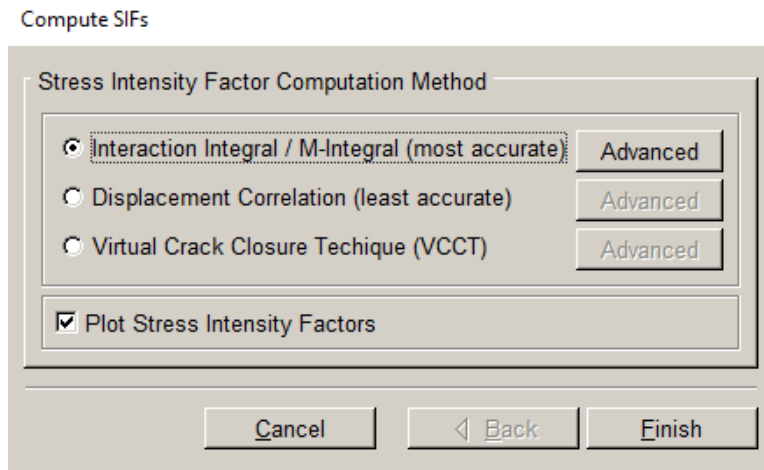 Compute SIFs
Stress Intensity Factor Computation Method
Interaction Integral / M-Integral (most accurate) Advanced
Displacement Correlation (least accurate) Advanced
Virtual Crack Closure Techique (VCCT) Advanced
Plot Stress Intensity Factors
Cancel Back Finish